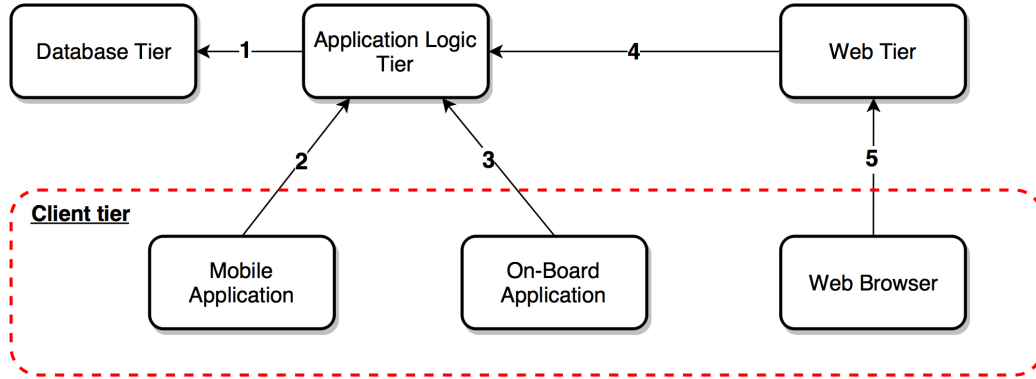 Database Tier
1
Application Logic
Tier
4
Web Tier
2
3
5
Client tier
Mobile
Application
On-Board
Application
Web Browser